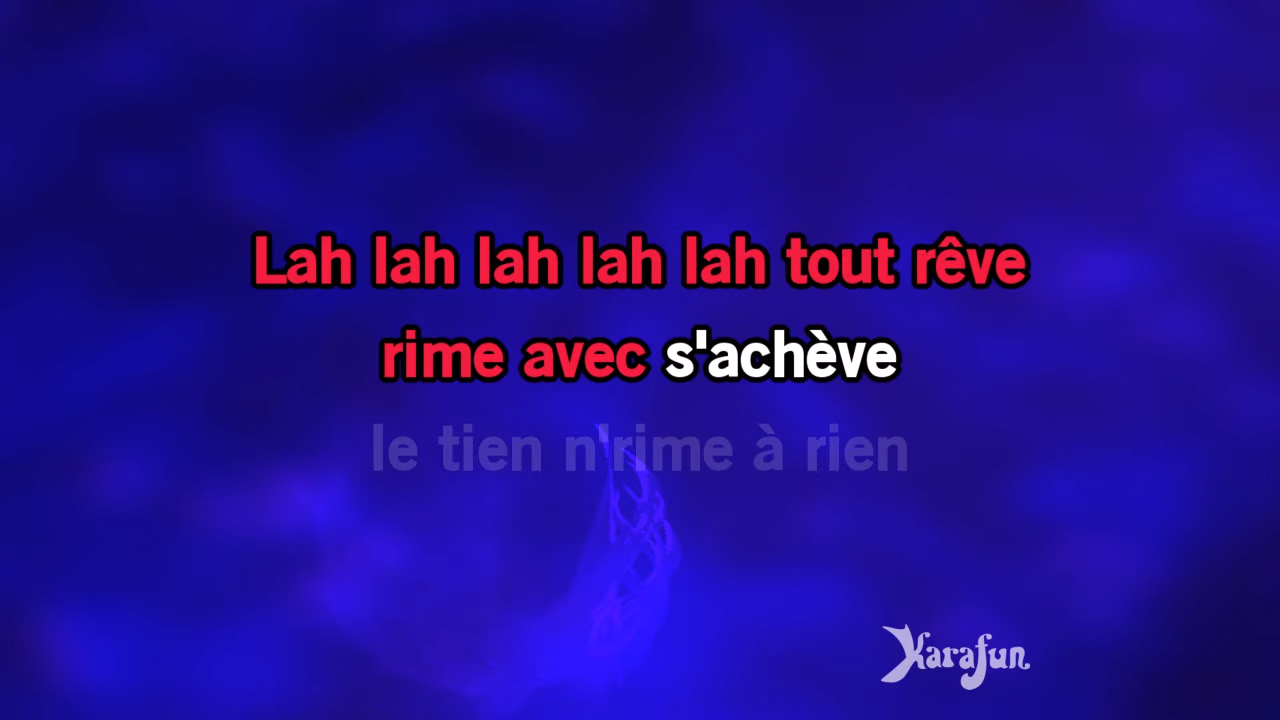 Lah lah lah lah lah tout rêve
rime avec s'achève
le tien n'rime à rien
Karafun